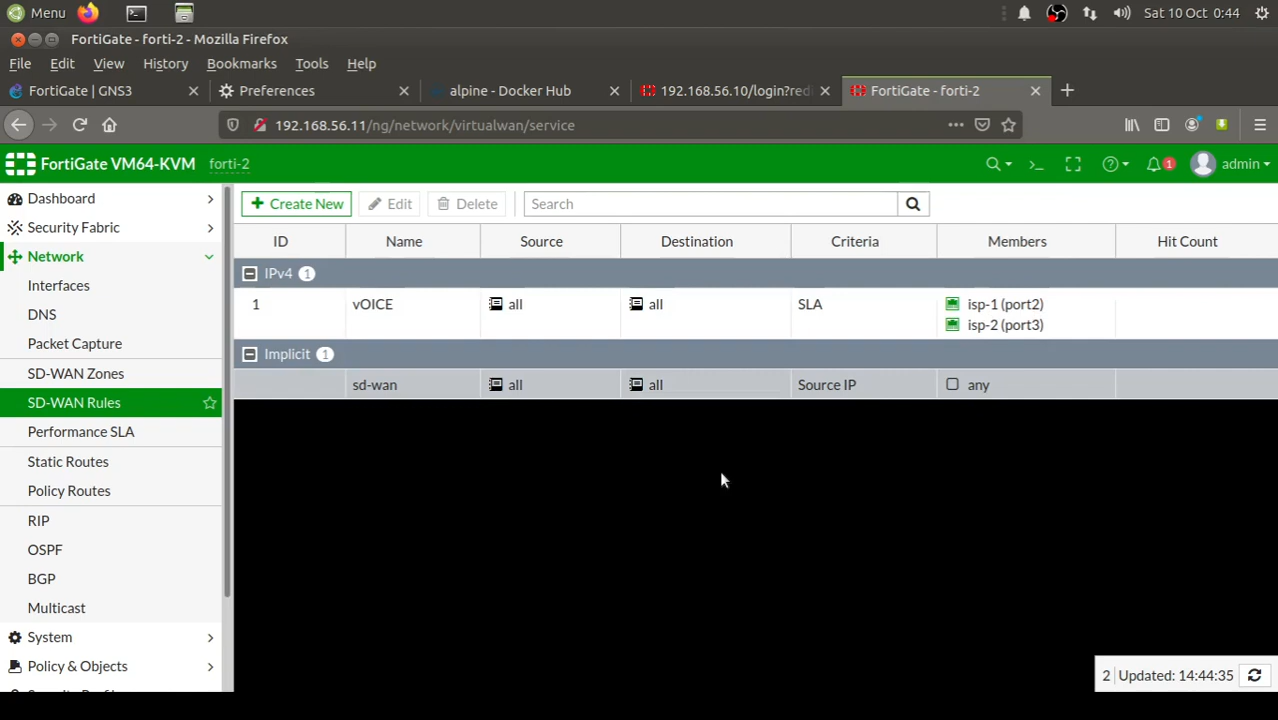 Menu Sat 10 Oct 0:44
FortiGate - forti-2 - Mozilla Firefox
File Edit View History Bookmarks Tools Help
FortiGate | GNS3 Preferences alpine - Docker Hub 192.168.56.10/login?redi FortiGate - forti-2
192.168.56.11/ng/network/virtualwan/service
FortiGate VM64-KVM forti-2 >_ 1 admin
Dashboard
Security Fabric
Network
Interfaces
DNS
Packet Capture
SD-WAN Zones
SD-WAN Rules
Performance SLA
Static Routes
Policy Routes
RIP
OSPF
BGP
Multicast
System
Policy & Objects
+ Create New Edit Delete Search
ID Name Source Destination Criteria Members Hit Count
IPv4 1
1 vOICE all all SLA isp-1 (port2)
isp-2 (port3)
Implicit 1
sd-wan all all Source IP any
2 Updated: 14:44:35